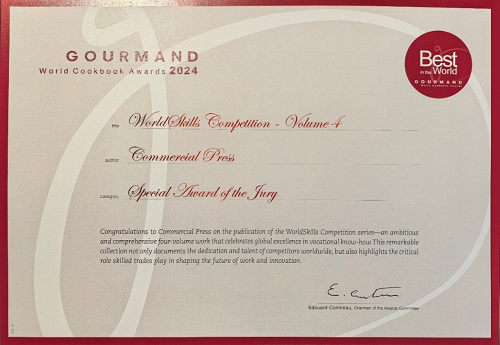 GOURMAND
World Cookbook Awards 2024
Best
in the World
GOURMAND
World Cookbook Awards
title WorldSkills Competition - Volume 4
author Commercial Press
category Special Award of the Jury
Congratulations to Commercial Press on the publication of the WorldSkills Competition series—an ambitious
and comprehensive four-volume work that celebrates global excellence in vocational know-how.This remarkable
collection not only documents the dedication and talent of competitors worldwide, but also highlights the critical
role skilled trades play in shaping the future of work and innovation.
Edouard Cointreau, Chairman of the Awards Committee